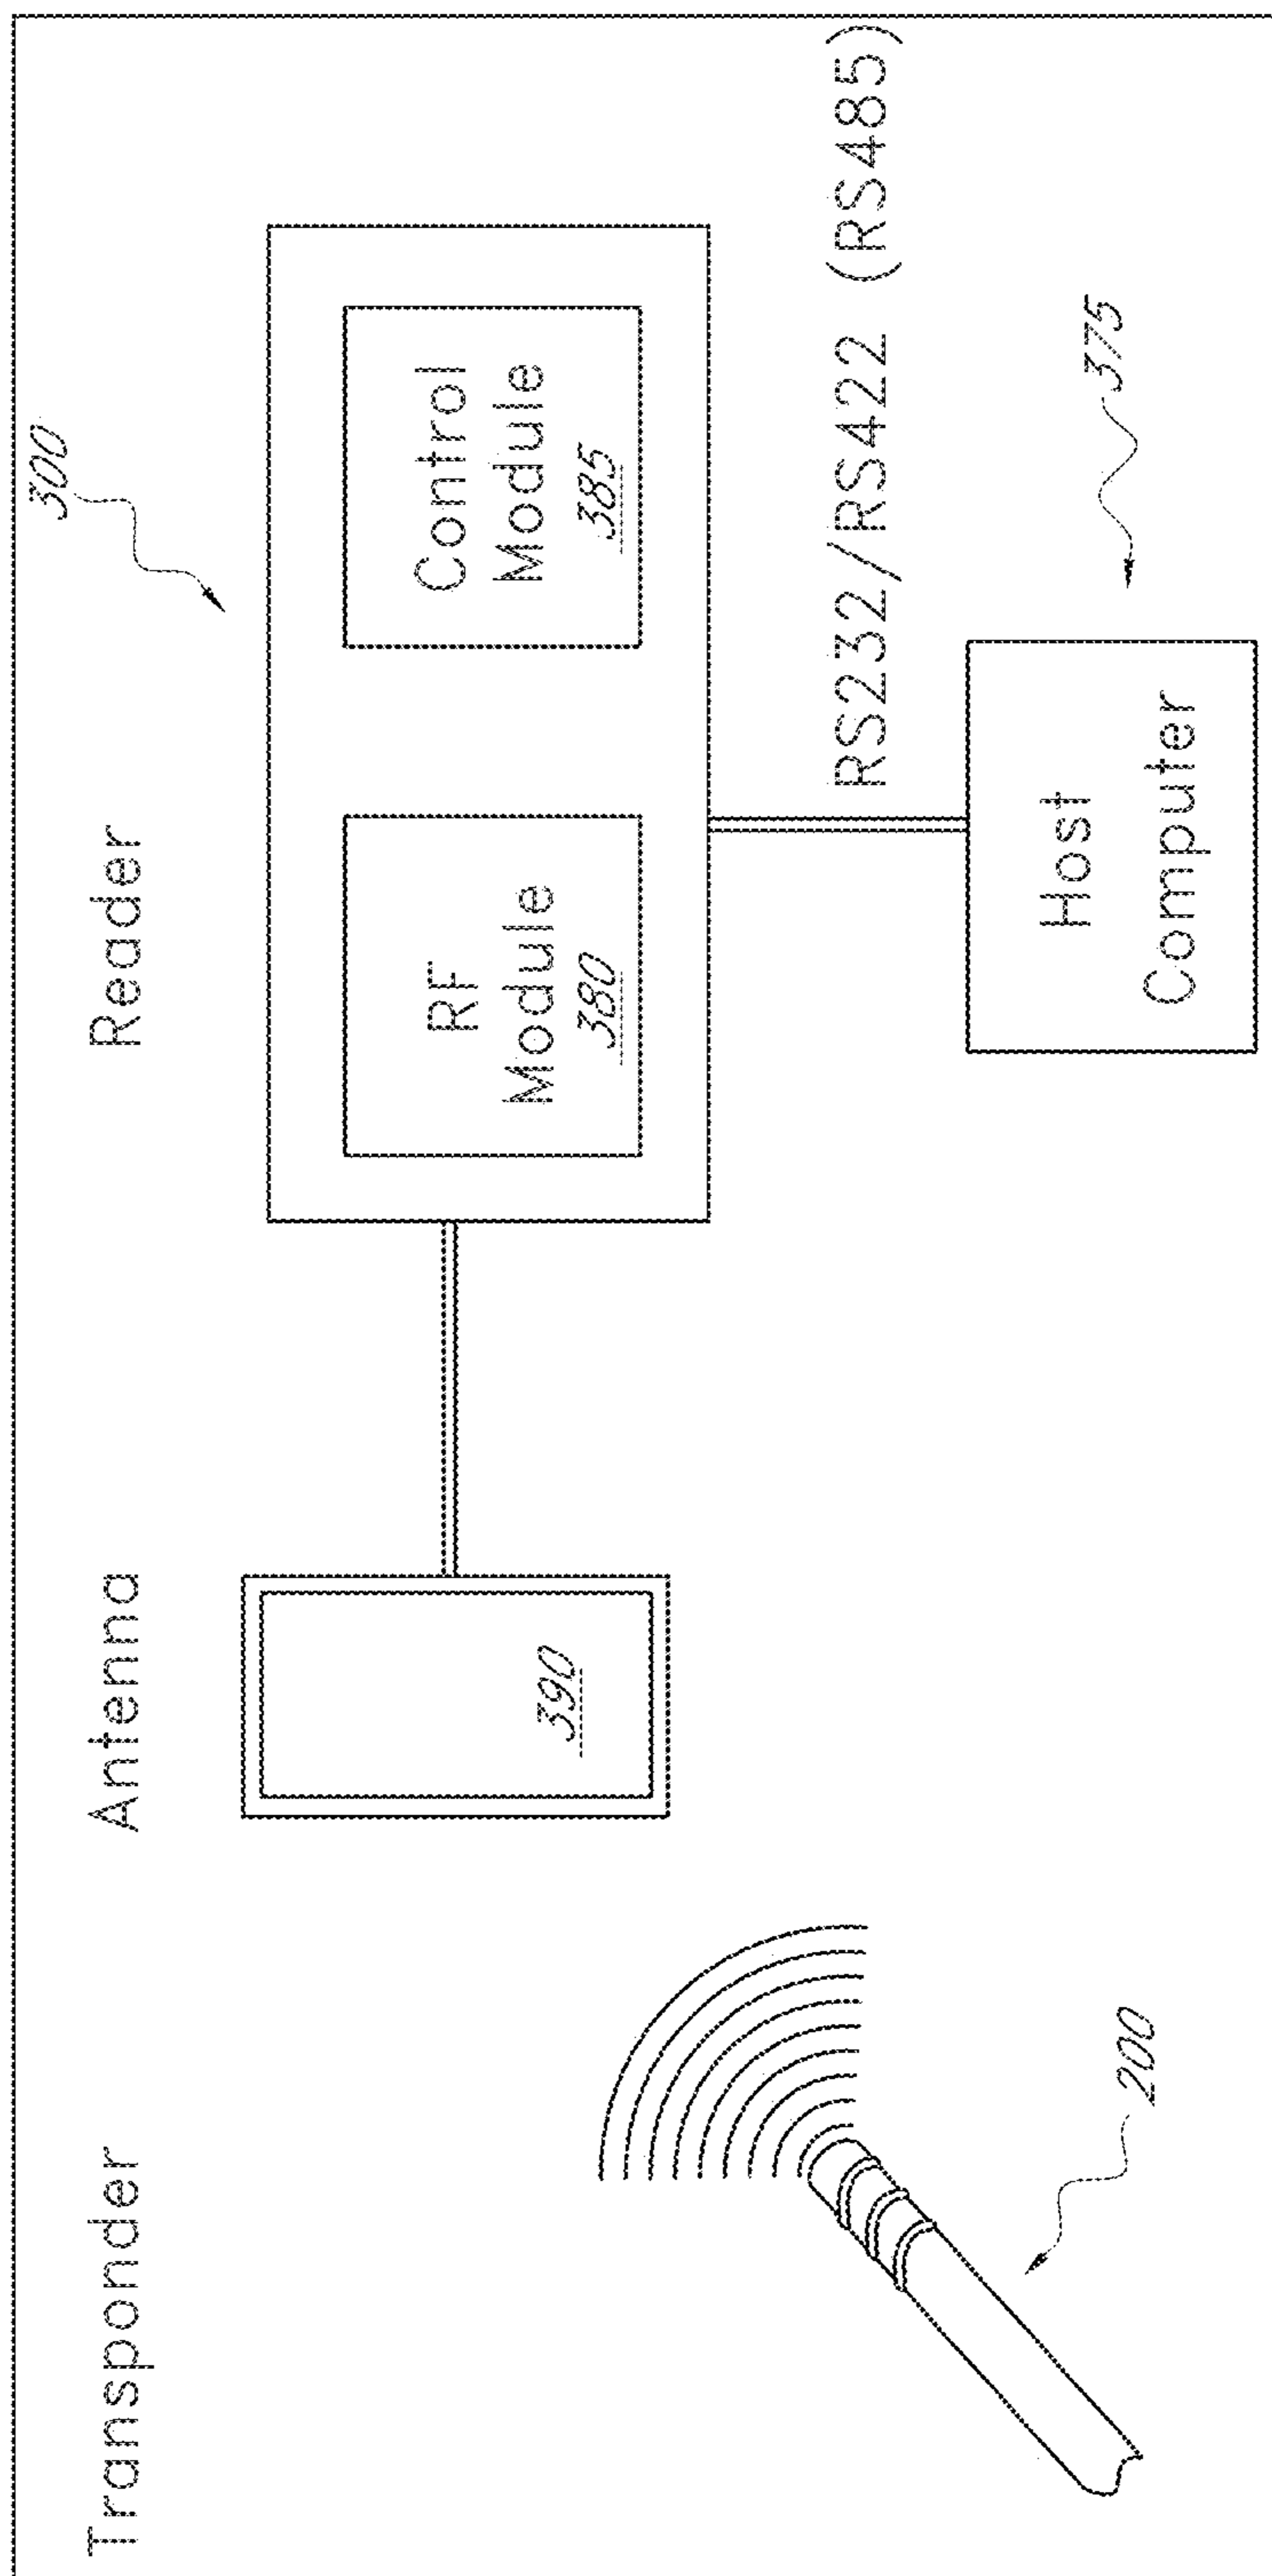 Transponder
Antenna
Reader
300
390
RF
Module
380
Control
Module
385
RS232/RS422 (RS485)
200
Host
Computer
375